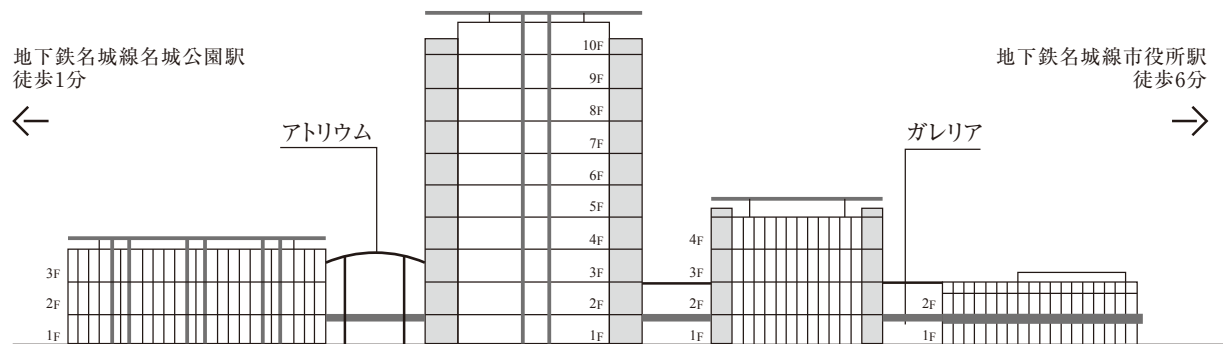 地下鉄名城線名城公園駅
徒歩1分
アトリウム
3F
2F
1F
10F
9F
8F
7F
6F
5F
4F
3F
2F
1F
4F
3F
2F
1F
ガレリア
2F
1F
地下鉄名城線市役所駅
徒歩6分